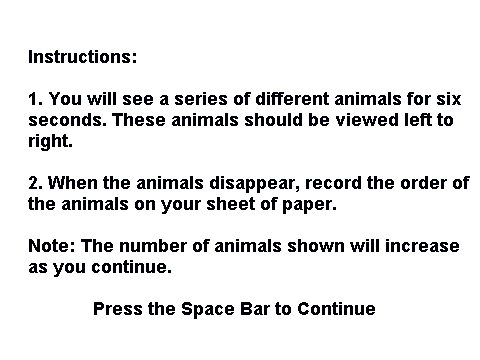 Instructions:
1. You will see a series of different animals for six
seconds. These animals should be viewed left to
right.
2. When the animals disappear, record the order of
the animals on your sheet of paper.
Note: The number of animals shown will increase
as you continue.
Press the Space Bar to Continue